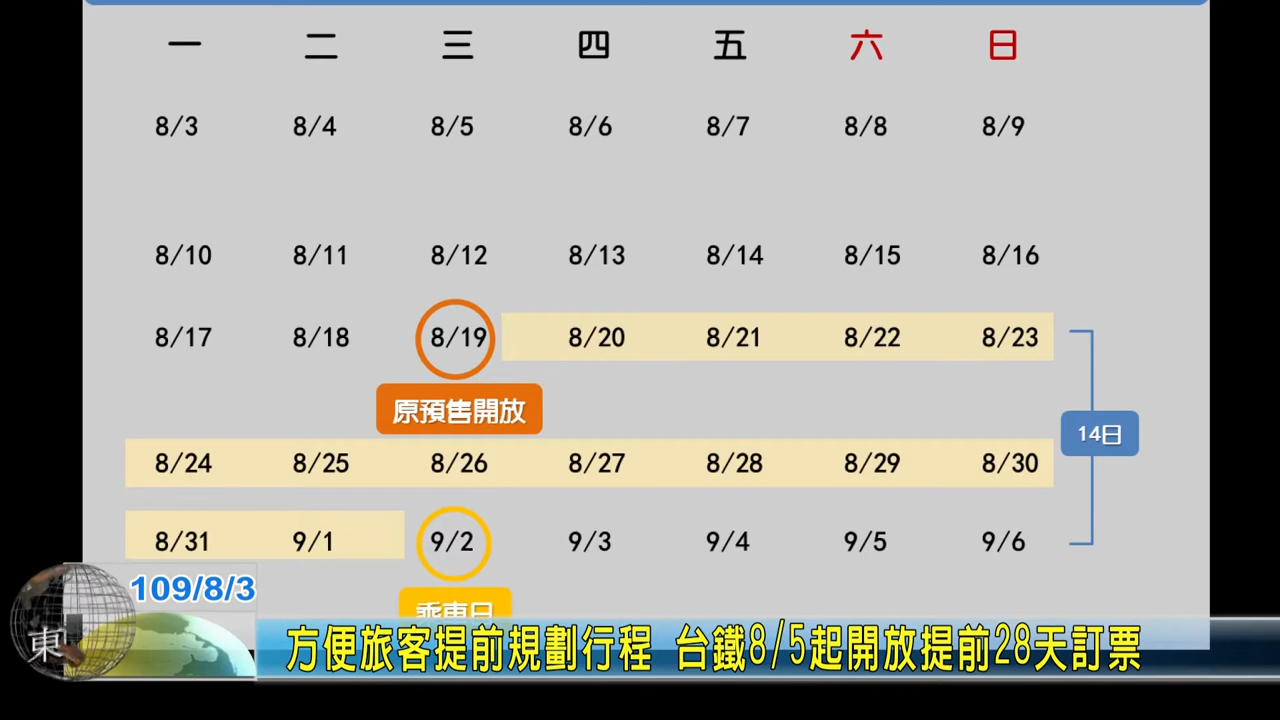 一 二 三 四 五 六 日
8/3 8/4 8/5 8/6 8/7 8/8 8/9
8/10 8/11 8/12 8/13 8/14 8/15 8/16
8/17 8/18 8/19 8/20 8/21 8/22 8/23
原預售開放
14日
8/24 8/25 8/26 8/27 8/28 8/29 8/30
8/31 9/1 9/2 9/3 9/4 9/5 9/6
109/8/3
乘車日
東
方便旅客提前規劃行程 台鐵8/5起開放提前28天訂票